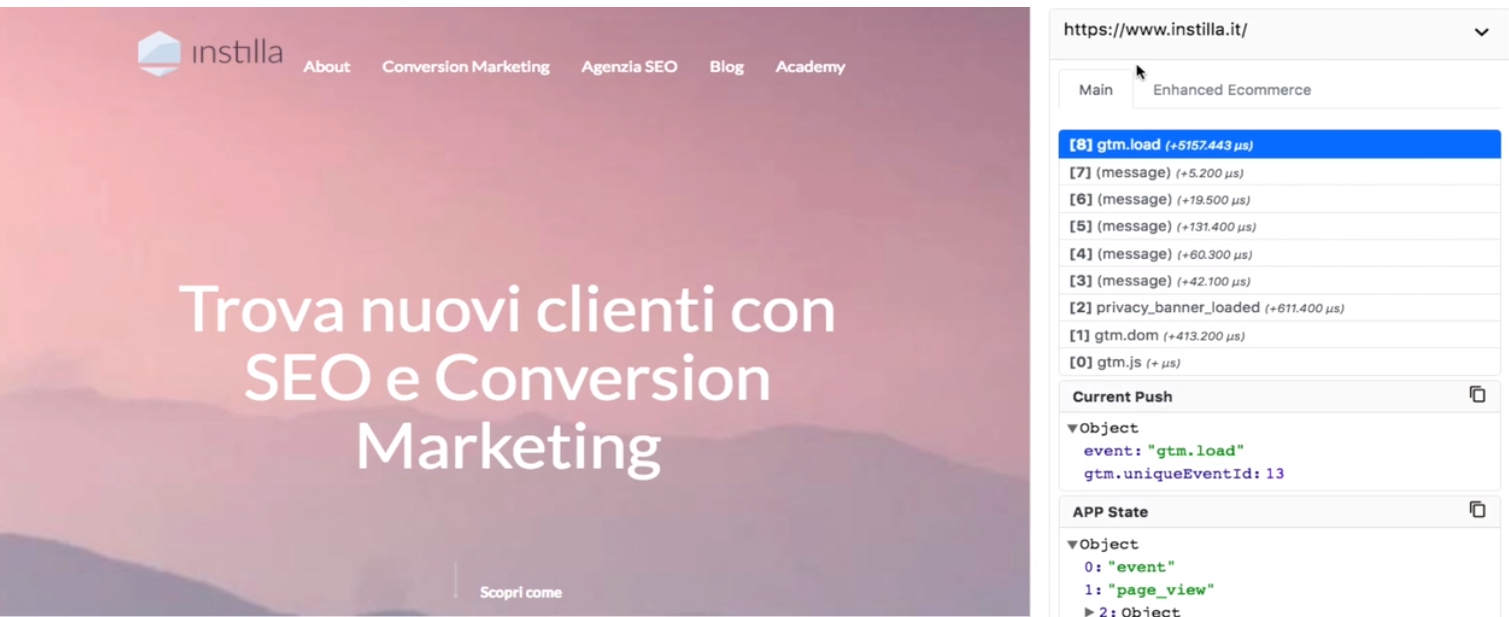 ınstilla
About Conversion Marketing Agenzia SEO Blog Academy
Trova nuovi clienti con
SEO e Conversion
Marketing
Scopri come
https://www.instilla.it/
Main Enhanced Ecommerce
[8] gtm.load (+5157.443 µs)
[7] (message) (+5.200 µs)
[6] (message) (+19.500 µs)
[5] (message) (+131.400 µs)
[4] (message) (+60.300 µs)
[3] (message) (+42.100 µs)
[2] privacy_banner_loaded (+611.400 µs)
[1] gtm.dom (+413.200 µs)
[0] gtm.js (+ µs)
Current Push
▼Object
event: "gtm.load"
gtm.uniqueEventId: 13
APP State
▼Object
0: "event"
1: "page_view"
▶ 2: Object